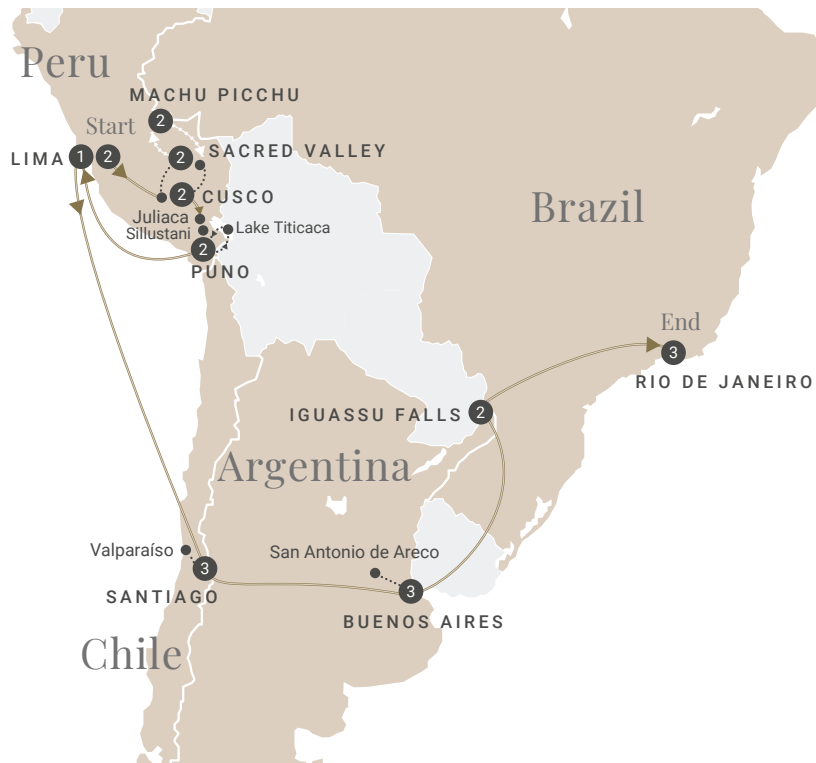 Peru
MACHU PICCHU
2
Start
LIMA 1 2
2 SACRED VALLEY
2 CUSCO
Juliaca
Sillustani
Lake Titicaca
2
PUNO
Brazil
End
3
RIO DE JANEIRO
IGUASSU FALLS 2
Argentina
Valparaíso
San Antonio de Areco
3
SANTIAGO
3
BUENOS AIRES
Chile